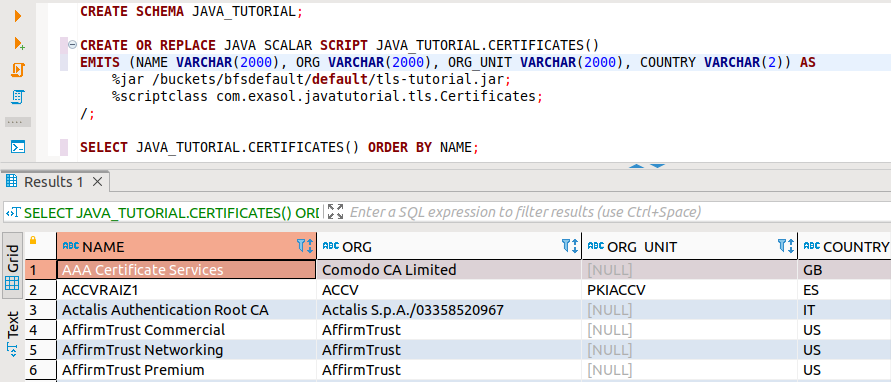 CREATE SCHEMA JAVA_TUTORIAL;
CREATE OR REPLACE JAVA SCALAR SCRIPT JAVA_TUTORIAL.CERTIFICATES()
EMITS (NAME VARCHAR(2000), ORG VARCHAR(2000), ORG_UNIT VARCHAR(2000), COUNTRY VARCHAR(2)) AS
%jar /buckets/bfsdefault/default/tls-tutorial.jar;
%scriptclass com.exasol.javatutorial.tls.Certificates;
/;
SELECT JAVA_TUTORIAL.CERTIFICATES() ORDER BY NAME;
Results 1
SELECT JAVA_TUTORIAL.CERTIFICATES() ORD Enter a SQL expression to filter results (use Ctrl+Space)
Grid
Text
ABC NAME ABC ORG ABC ORG_UNIT ABC COUNTRY
1 AAA Certificate Services Comodo CA Limited [NULL] GB
2 ACCVRAIZ1 ACCV PKIACCV ES
3 Actalis Authentication Root CA Actalis S.p.A./03358520967 [NULL] IT
4 AffirmTrust Commercial AffirmTrust [NULL] US
5 AffirmTrust Networking AffirmTrust [NULL] US
6 AffirmTrust Premium AffirmTrust [NULL] US